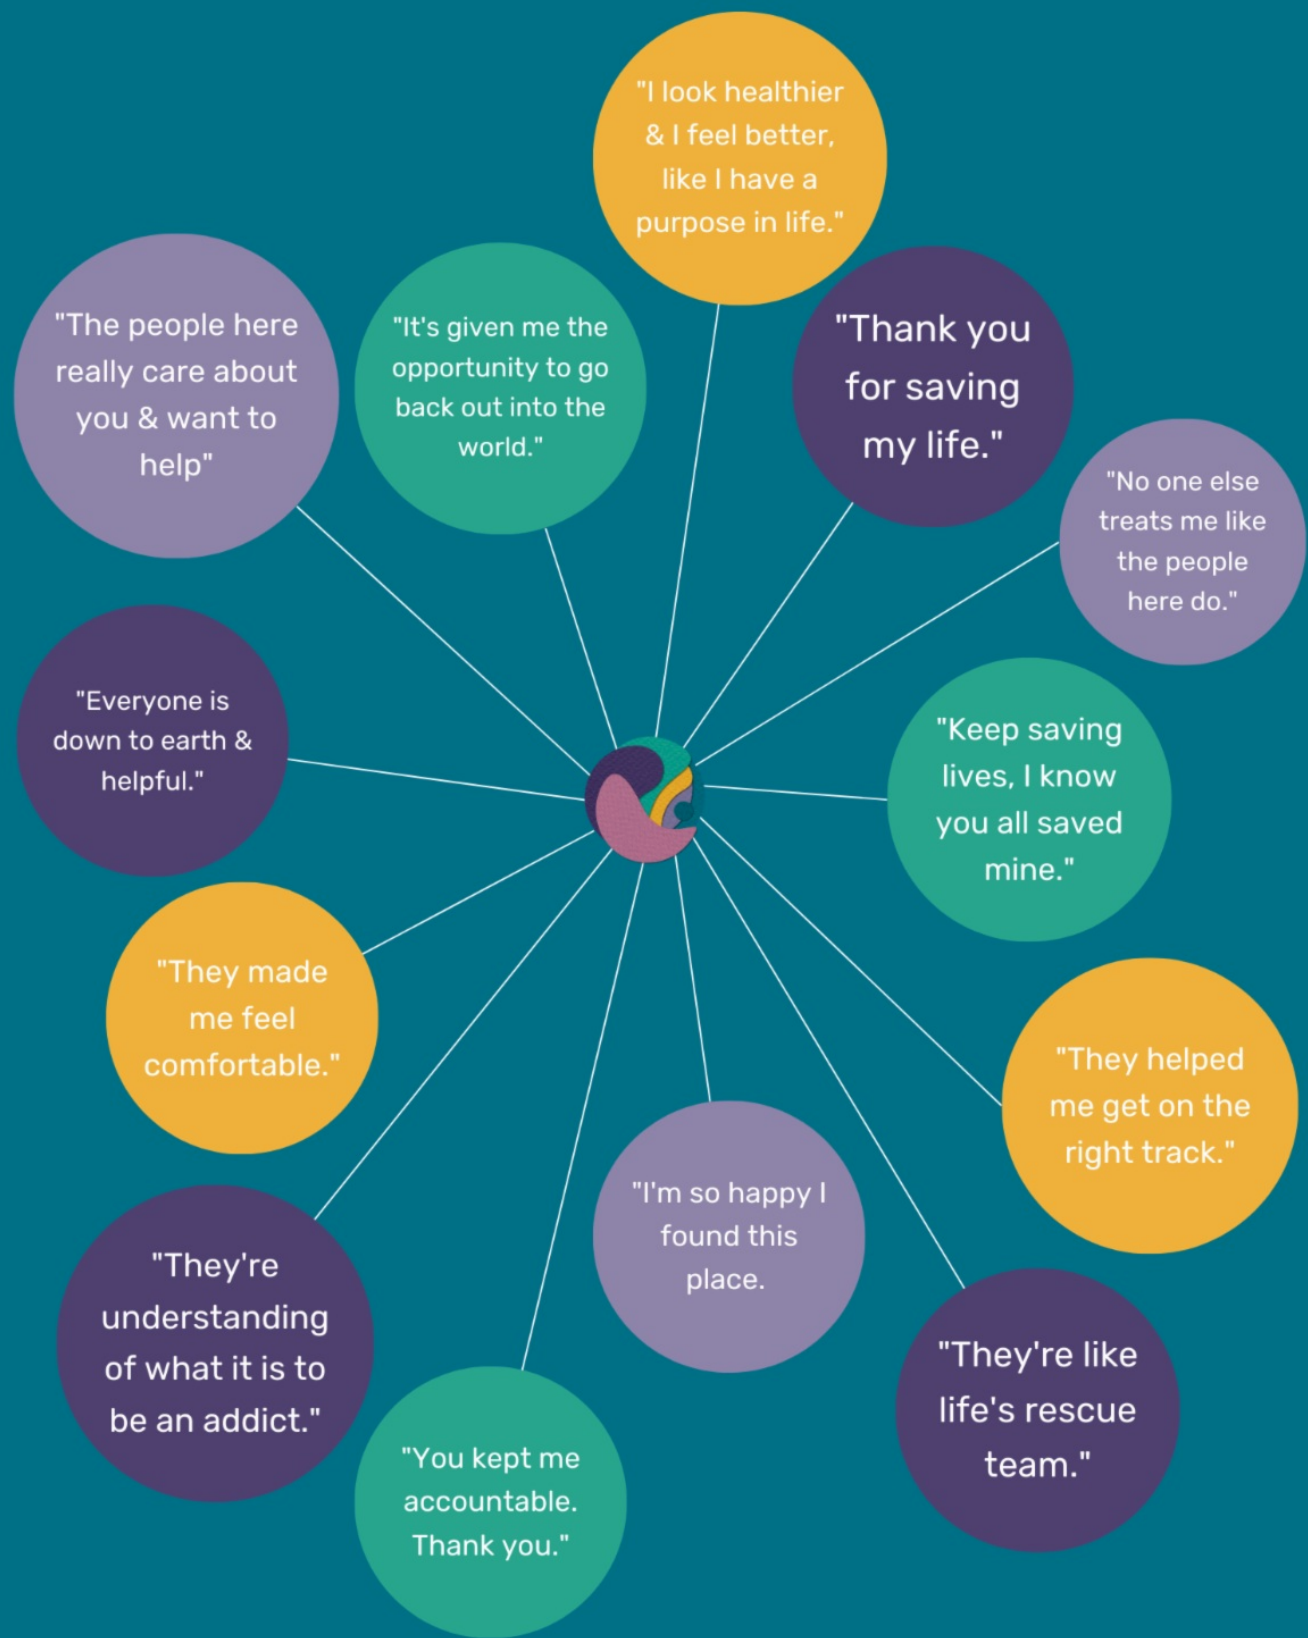 "I look healthier
& I feel better,
like I have a
purpose in life."
"The people here
really care about
you & want to
help"
"It's given me the
opportunity to go
back out into the
world."
"Thank you
for saving
my life."
"No one else
treats me like
the people
here do."
"Everyone is
down to earth &
helpful."
"Keep saving
lives, I know
you all saved
mine."
"They made
me feel
comfortable."
"They helped
me get on the
right track."
"I'm so happy I
found this
place.
"They're
understanding
of what it is to
be an addict."
"They're like
life's rescue
team."
"You kept me
accountable.
Thank you."